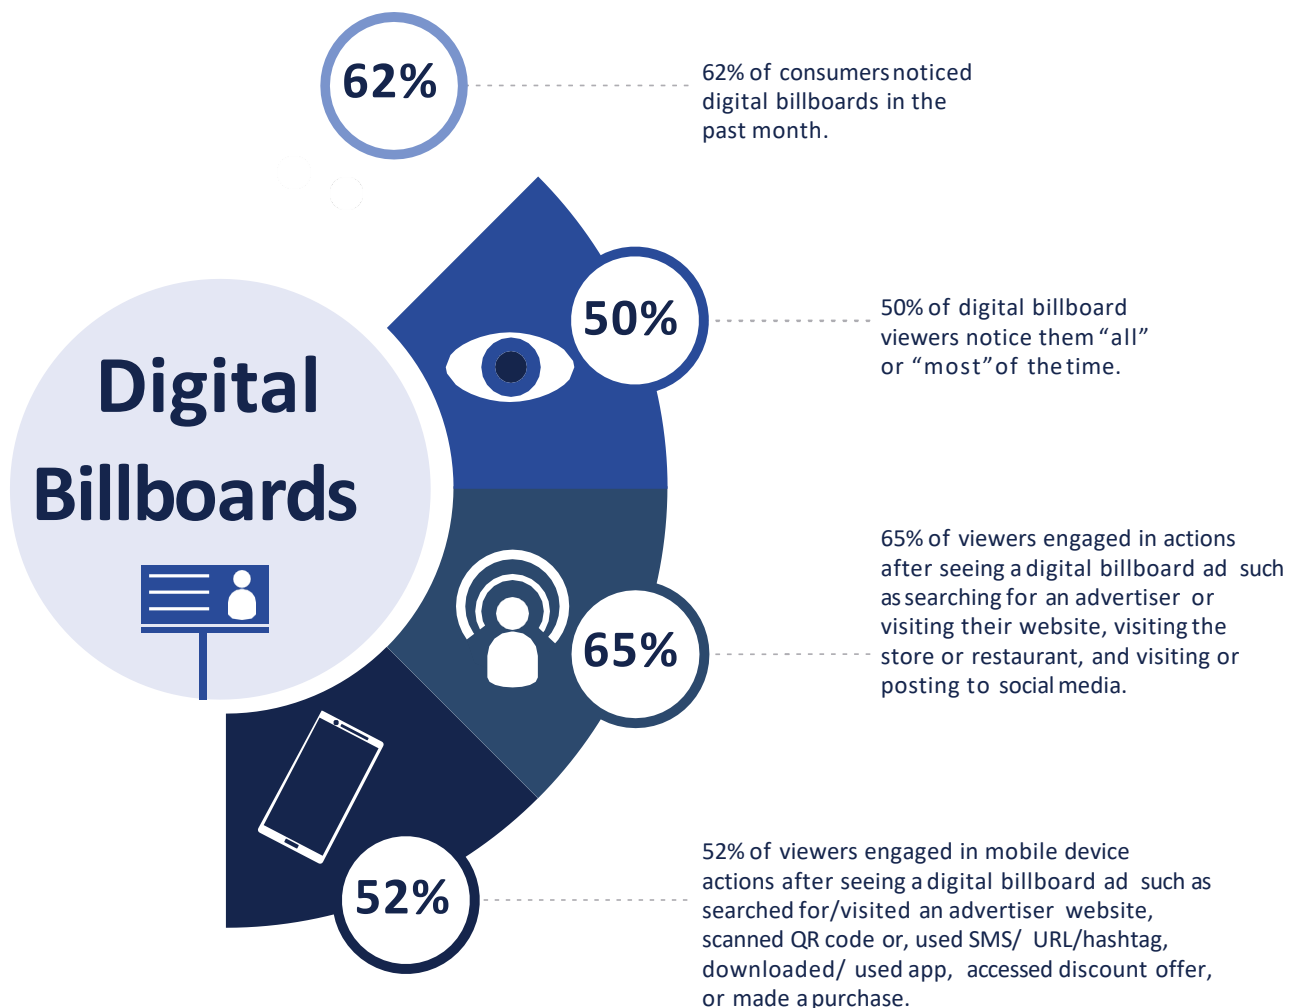 62%
62% of consumers noticed
digital billboards in the
past month.
50%
50% of digital billboard
viewers notice them “all”
or “most” of the time.
Digital
Billboards
65%
65% of viewers engaged in actions
after seeing a digital billboard ad such
as searching for an advertiser or
visiting their website, visiting the
store or restaurant, and visiting or
posting to social media.
52%
52% of viewers engaged in mobile device
actions after seeing a digital billboard ad such as
searched for/visited an advertiser website,
scanned QR code or, used SMS/ URL/hashtag,
downloaded/ used app, accessed discount offer,
or made a purchase.